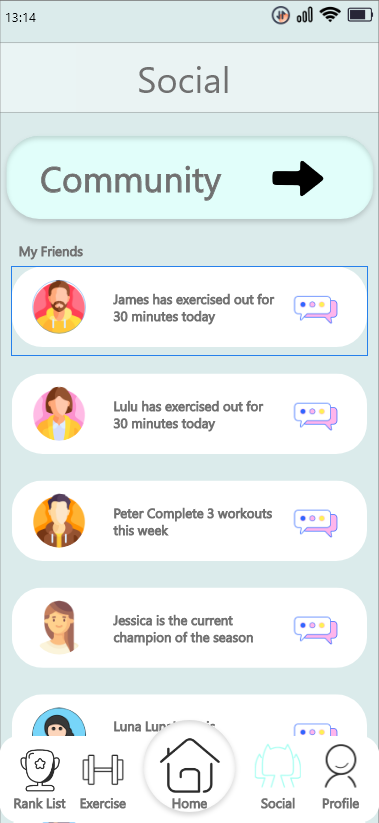 13:14
Social
Community
My Friends
James has exercised out for
30 minutes today
Lulu has exercised out for
30 minutes today
Peter Complete 3 workouts
this week
Jessica is the current
champion of the season
Luna
Rank List
Exercise
Home
Social
Profile